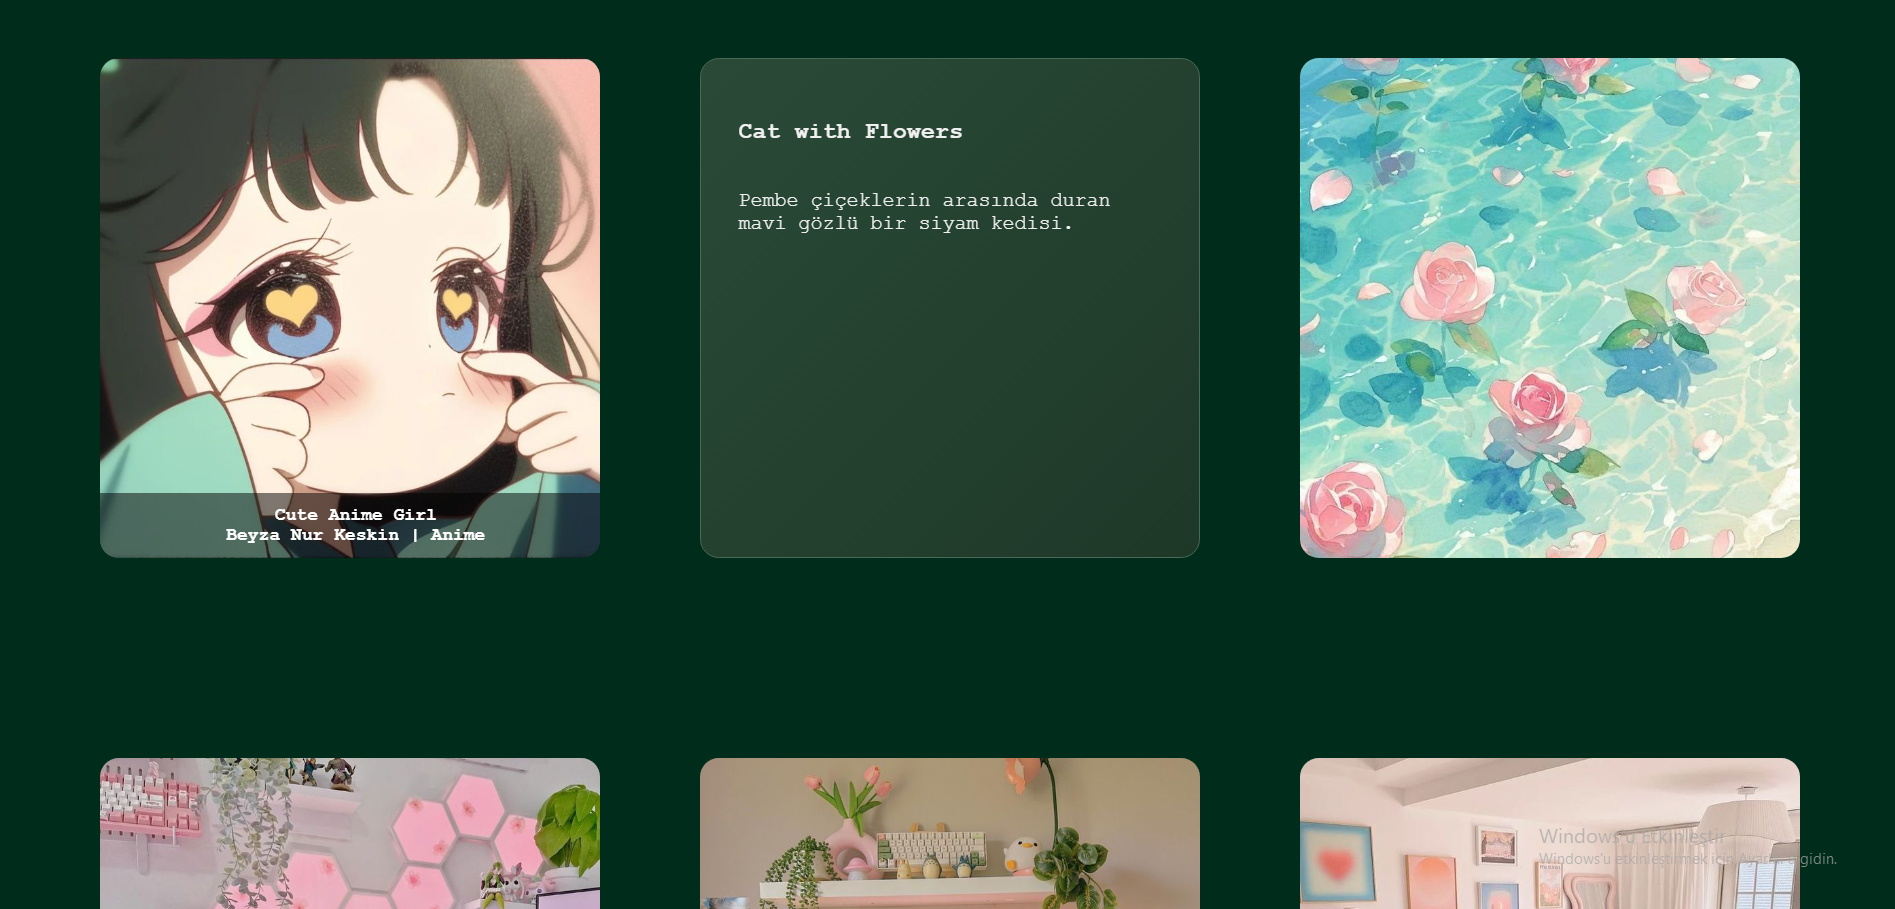 Cat with Flowers
Pembe çiçeklerin arasında duran
mavi gözlü bir siyam kedisi.
Cute Anime Girl
Beyza Nur Keskin | Anime
Windows'u Etkinleştir
Windows'u etkinleştirmek için Ayarlar'a gidin.